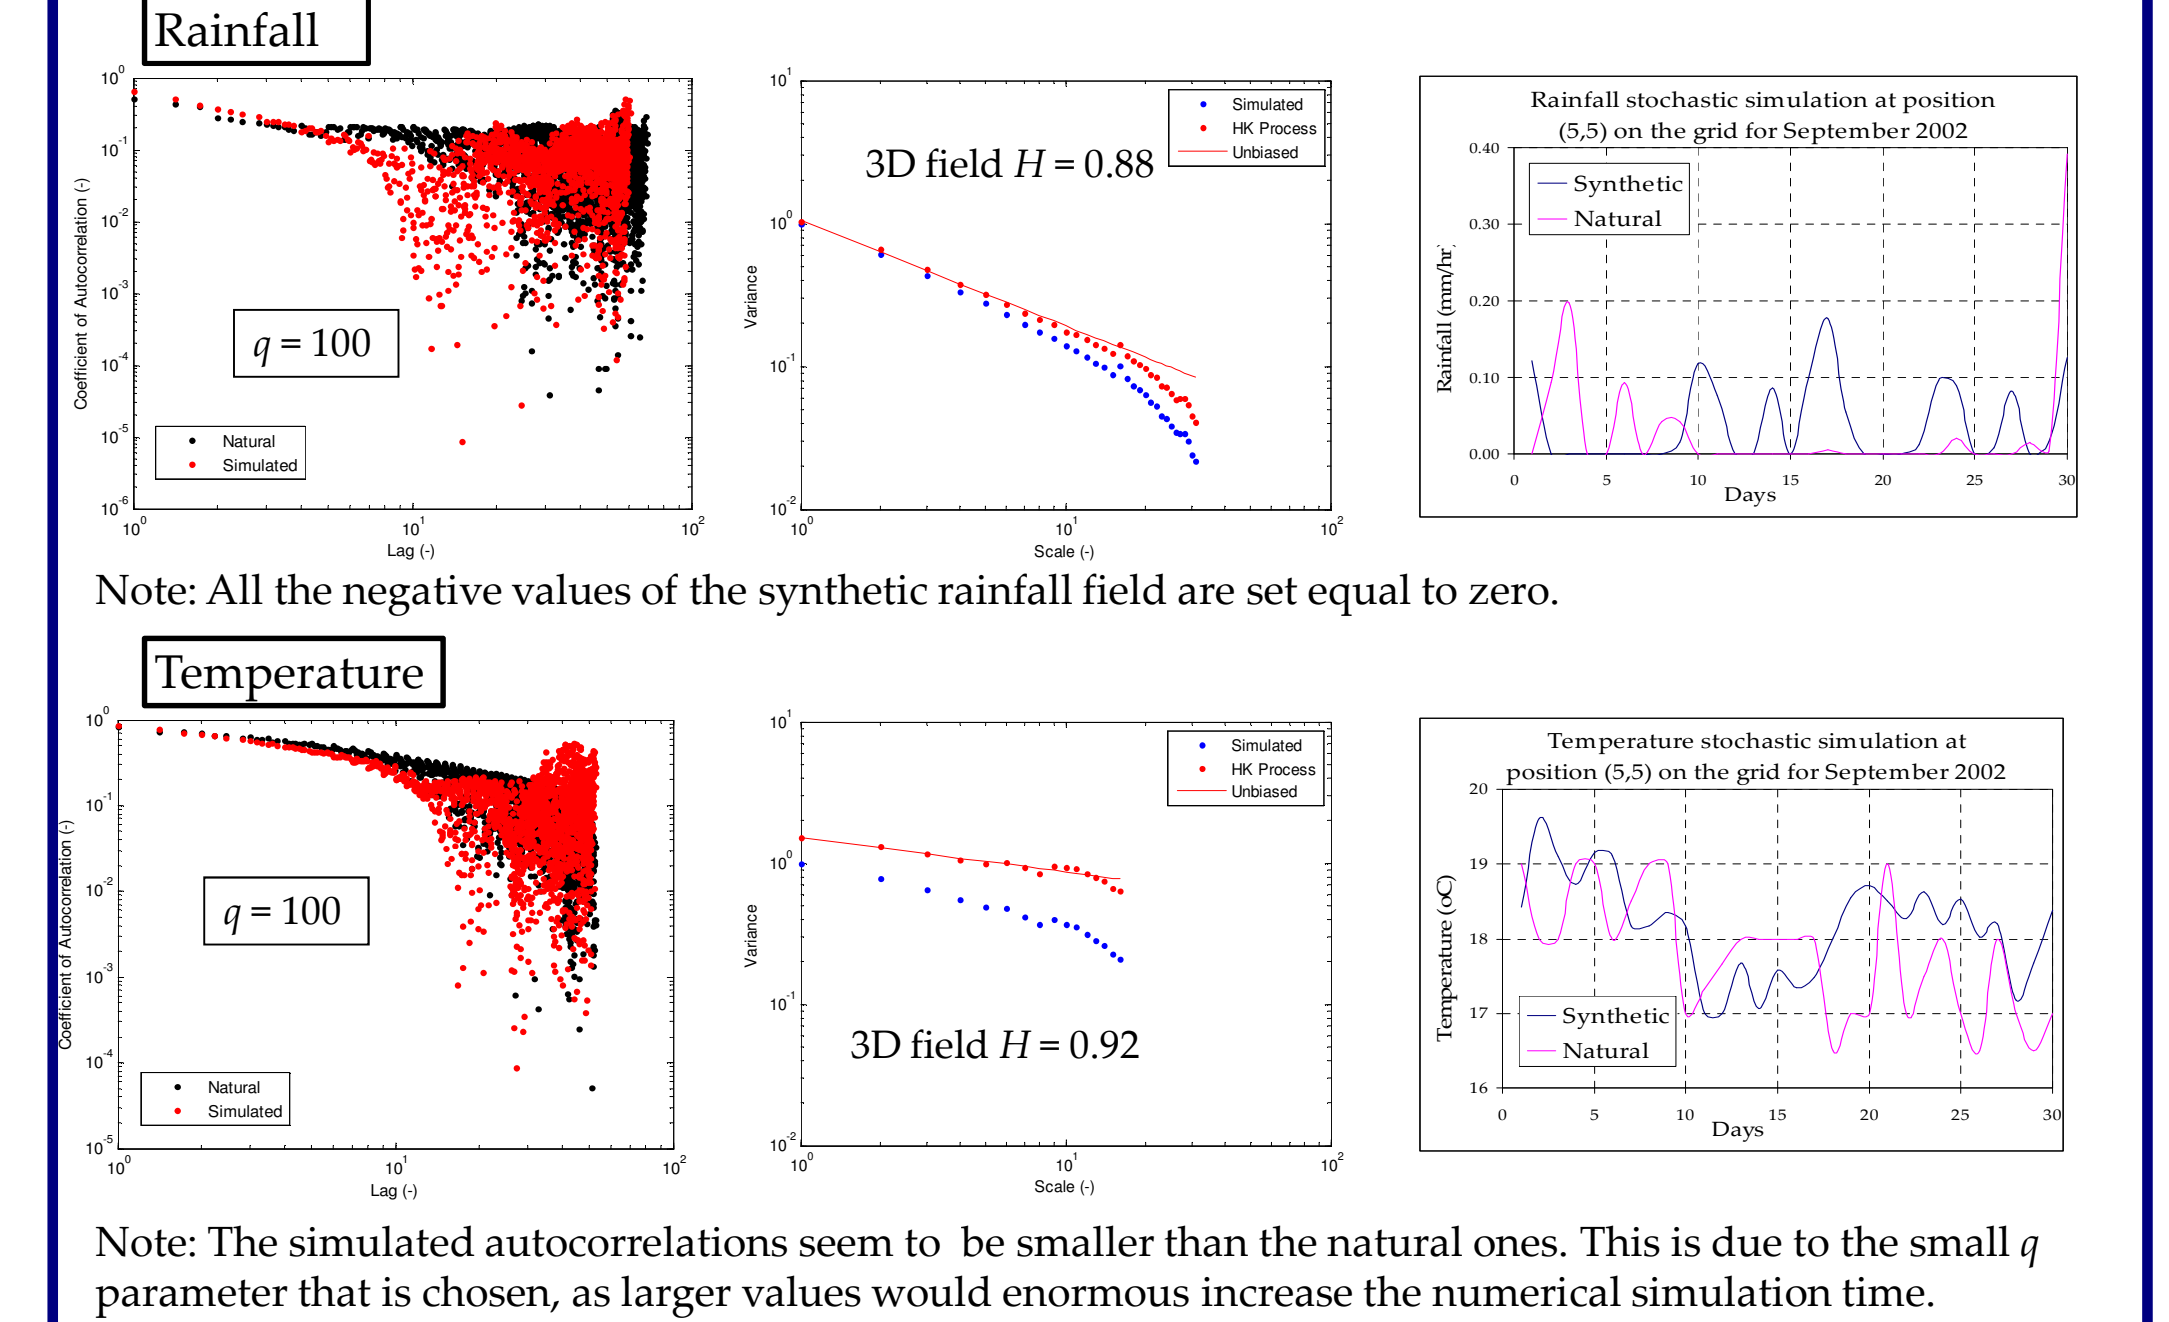 Rainfall
10^0
10^-1
10^-2
10^-3
10^-4
10^-5
10^-6
Coefficient of Autocorrelation (-)
q = 100
Natural
Simulated
10^0
10^1
10^2
Lag (-)
10^1
10^0
10^-1
10^-2
Variance
Simulated
HK Process
Unbiased
3D field H = 0.88
10^0
10^1
10^2
Scale (-)
Rainfall stochastic simulation at position
(5,5) on the grid for September 2002
0.40
0.30
0.20
0.10
0.00
Rainfall (mm/hr)
Synthetic
Natural
0 5 10 15 20 25 30
Days
Note: All the negative values of the synthetic rainfall field are set equal to zero.
Temperature
10^0
10^-1
10^-2
10^-3
10^-4
10^-5
Coefficient of Autocorrelation (-)
q = 100
Natural
Simulated
10^0
10^1
10^2
Lag (-)
10^1
10^0
10^-1
10^-2
Variance
Simulated
HK Process
Unbiased
3D field H = 0.92
10^0
10^1
10^2
Scale (-)
Temperature stochastic simulation at
position (5,5) on the grid for September 2002
20
19
18
17
16
Temperature (oC)
Synthetic
Natural
0 5 10 15 20 25 30
Days
Note: The simulated autocorrelations seem to  be smaller than the natural ones. This is due to the small q
parameter that is chosen, as larger values would enormous increase the numerical simulation time.